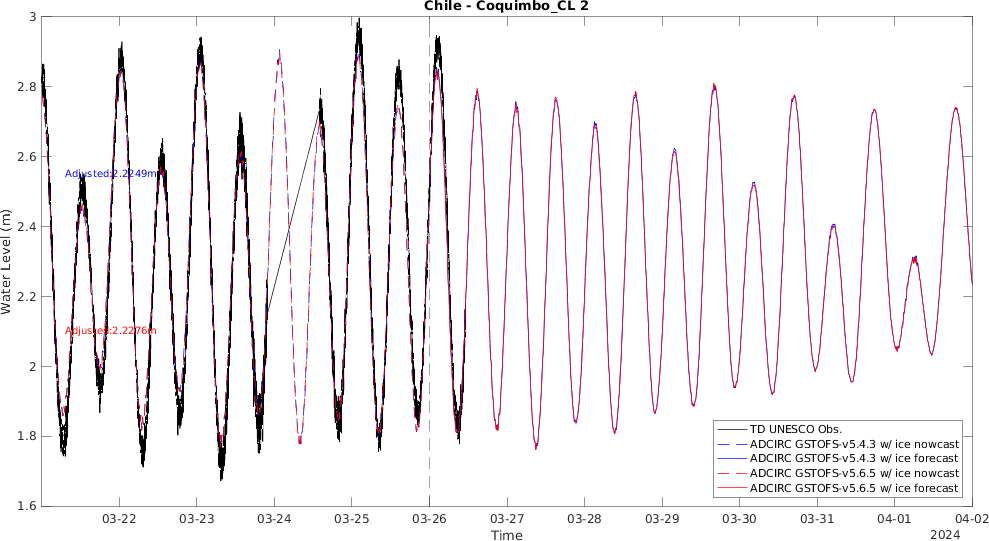 Chile - Coquimbo_CL 2
3
2.8
2.6
2.4
2.2
2
1.8
1.6
Water Level (m)
Adjusted:2.2249m
Adjusted:2.2276m
TD UNESCO Obs.
ADCIRC GSTOFS-v5.4.3 w/ ice nowcast
ADCIRC GSTOFS-v5.4.3 w/ ice forecast
ADCIRC GSTOFS-v5.6.5 w/ ice nowcast
ADCIRC GSTOFS-v5.6.5 w/ ice forecast
03-22 03-23 03-24 03-25 03-26 03-27 03-28 03-29 03-30 03-31 04-01 04-02
Time
2024